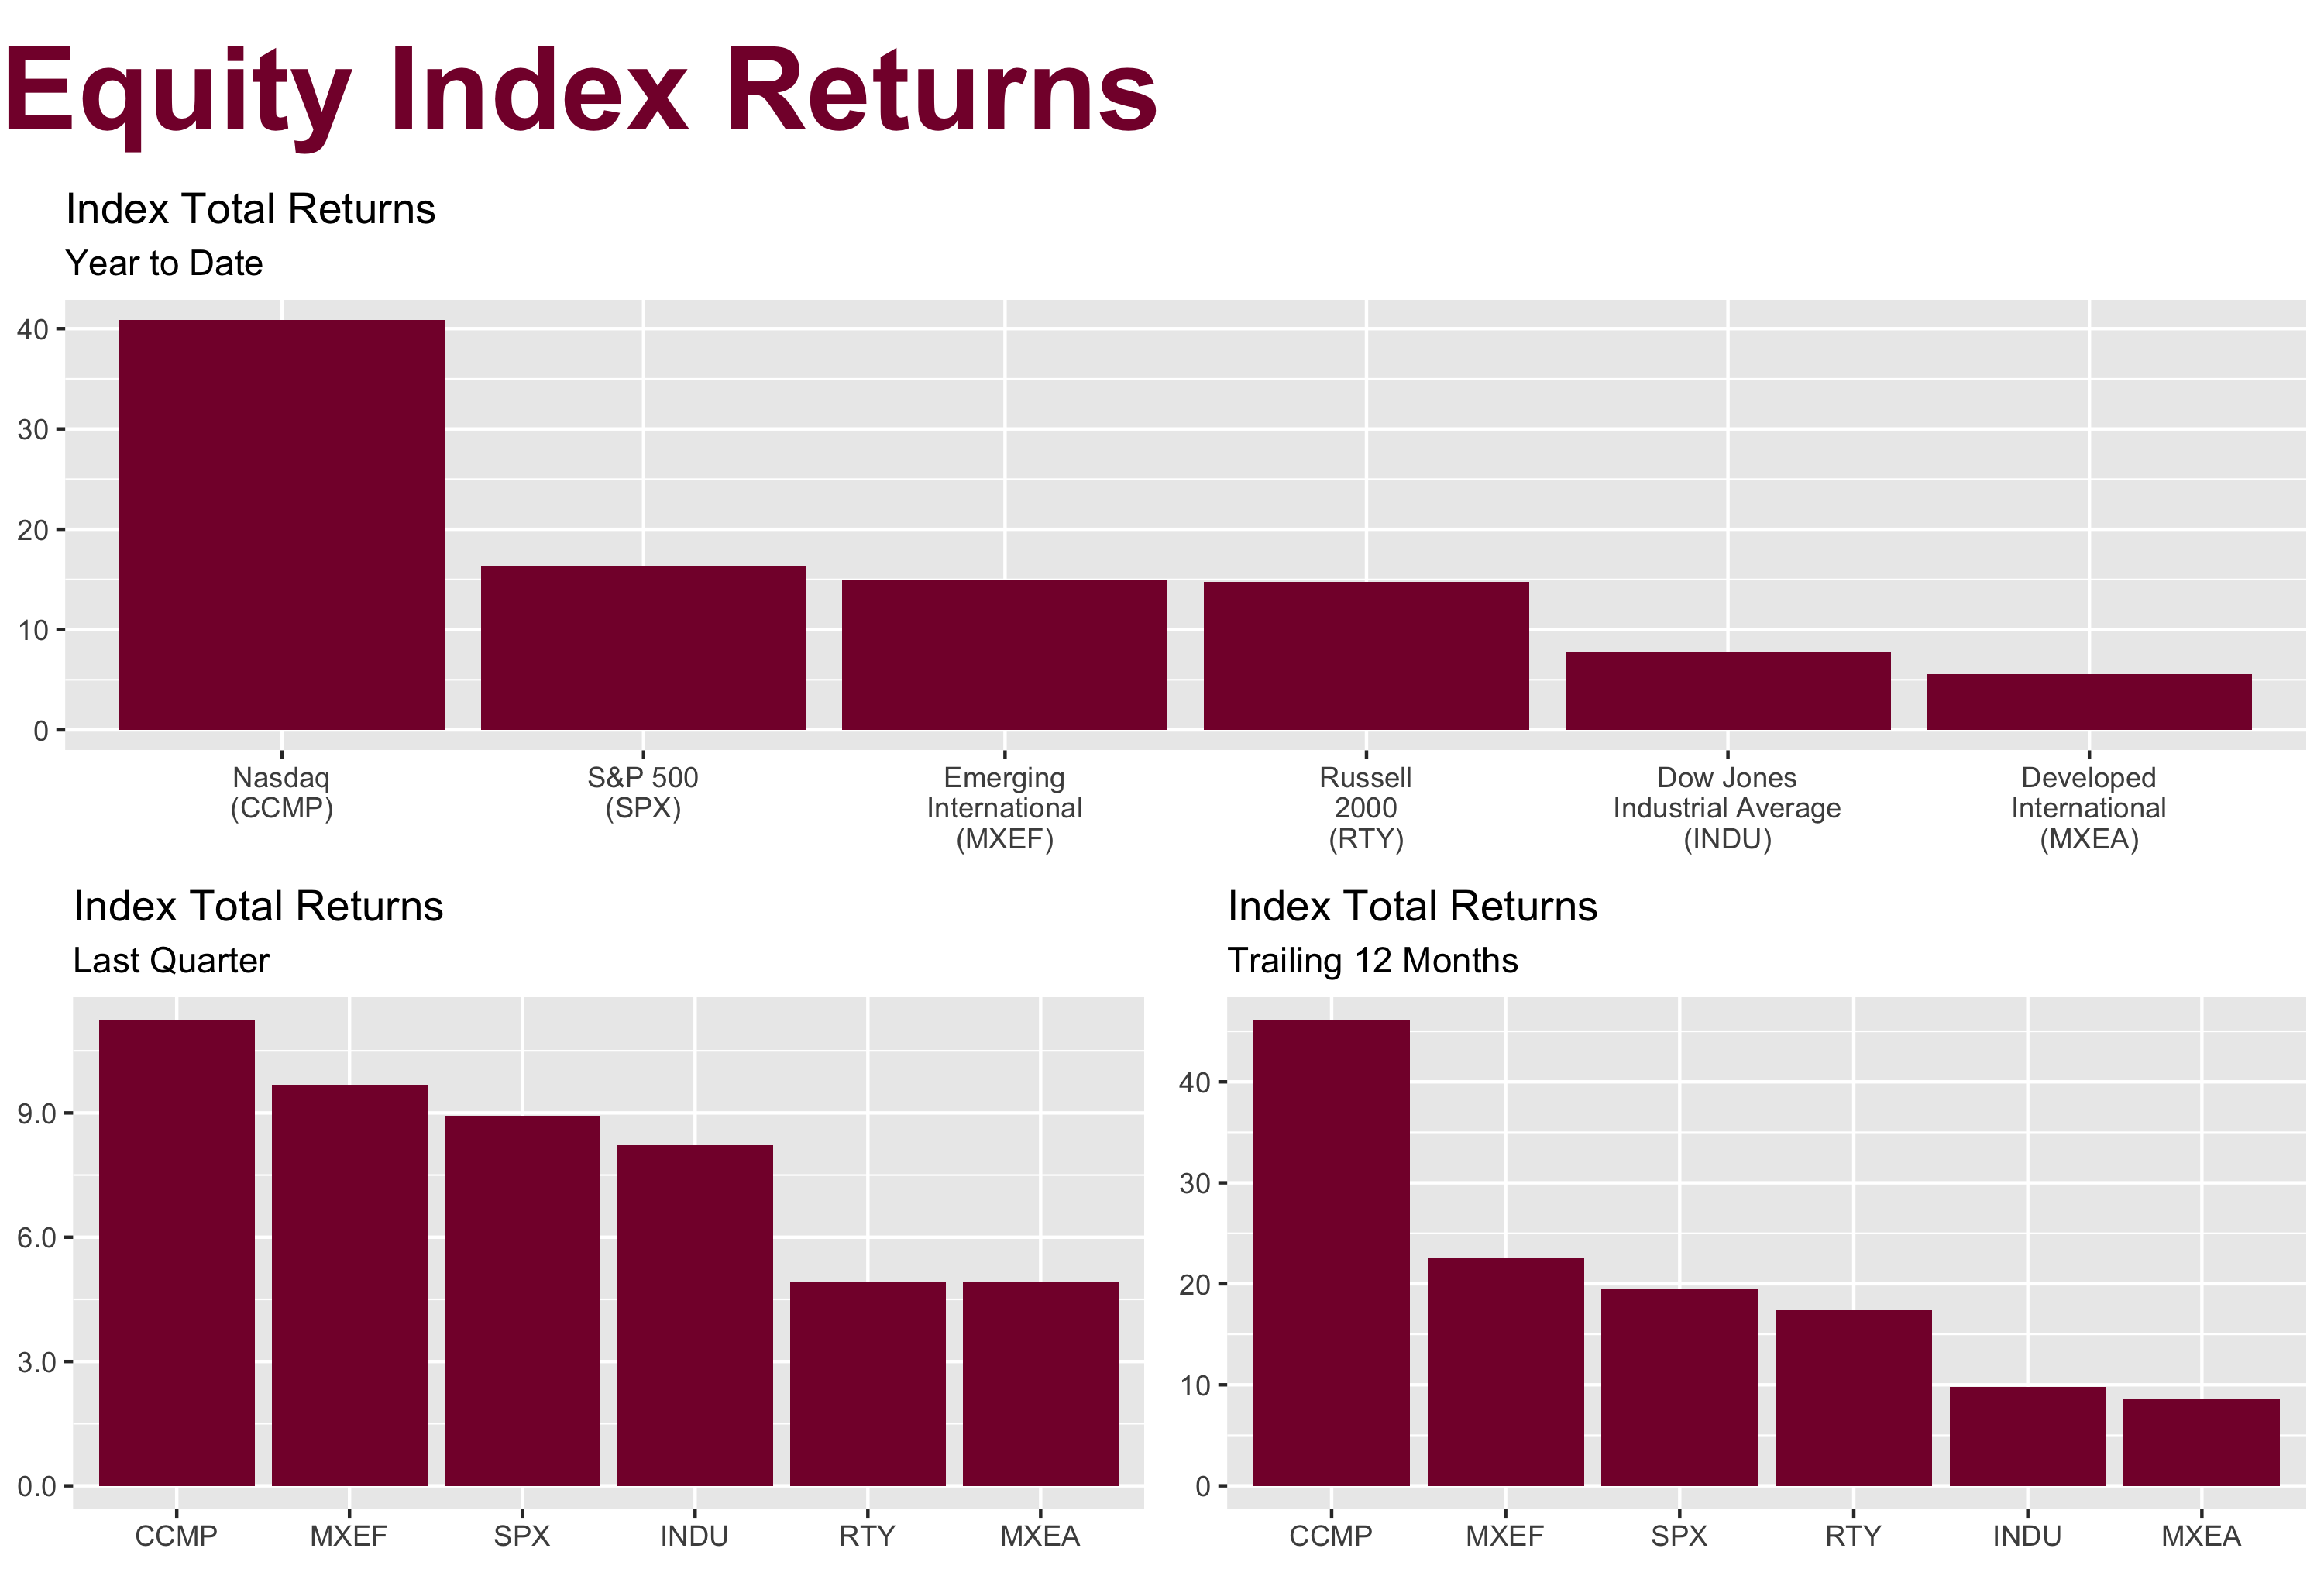 Equity Index Returns
Index Total Returns
Year to Date
40
30
20
10
0
Nasdaq
(CCMP)
S&P 500
(SPX)
Emerging
International
(MXEF)
Russell
2000
(RTY)
Dow Jones
Industrial Average
(INDU)
Developed
International
(MXEA)
Index Total Returns
Last Quarter
9.0
6.0
3.0
0.0
CCMP
MXEF
SPX
INDU
RTY
MXEA
Index Total Returns
Trailing 12 Months
40
30
20
10
0
CCMP
MXEF
SPX
RTY
INDU
MXEA